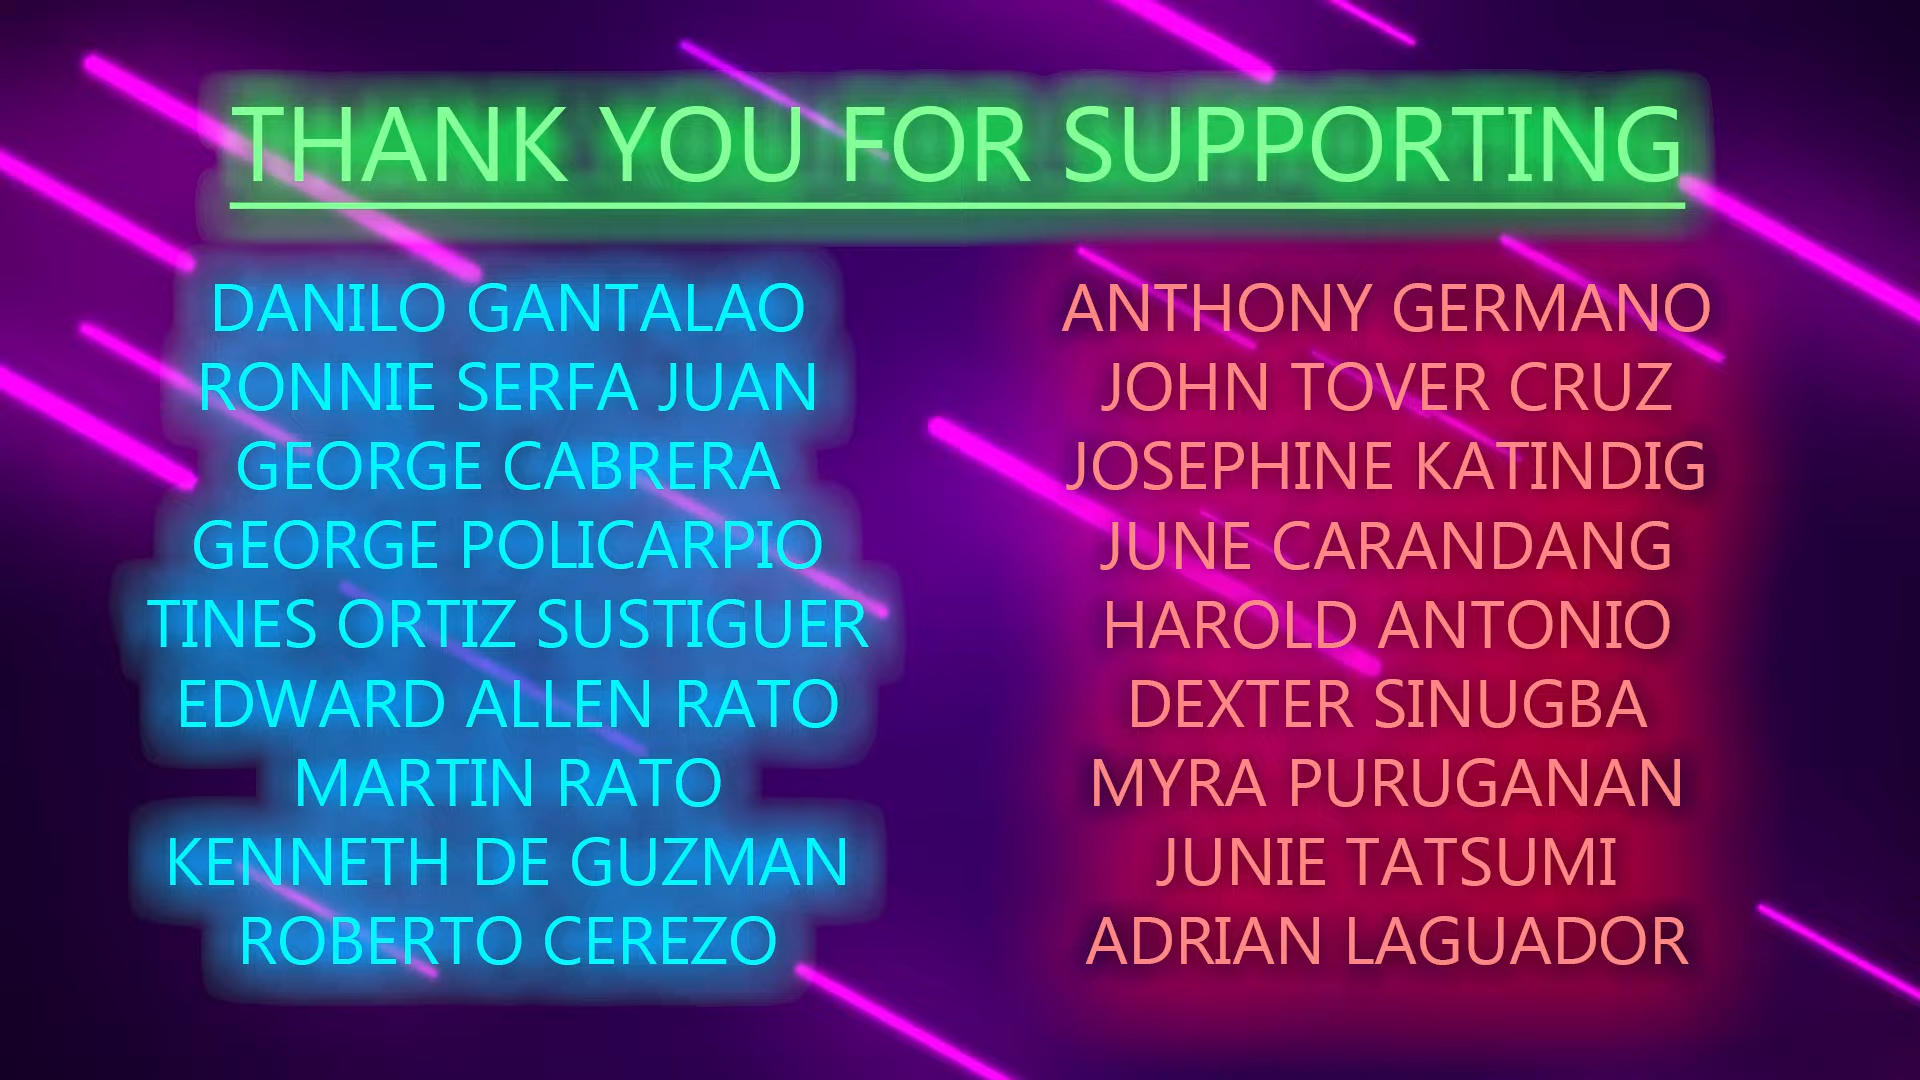 THANK YOU FOR SUPPORTING
DANILO GANTALAO
RONNIE SERFA JUAN
GEORGE CABRERA
GEORGE POLICARPIO
TINES ORTIZ SUSTIGUER
EDWARD ALLEN RATO
MARTIN RATO
KENNETH DE GUZMAN
ROBERTO CEREZO
ANTHONY GERMANO
JOHN TOVER CRUZ
JOSEPHINE KATINDIG
JUNE CARANDANG
HAROLD ANTONIO
DEXTER SINUGBA
MYRA PURUGANAN
JUNIE TATSUMI
ADRIAN LAGUADOR